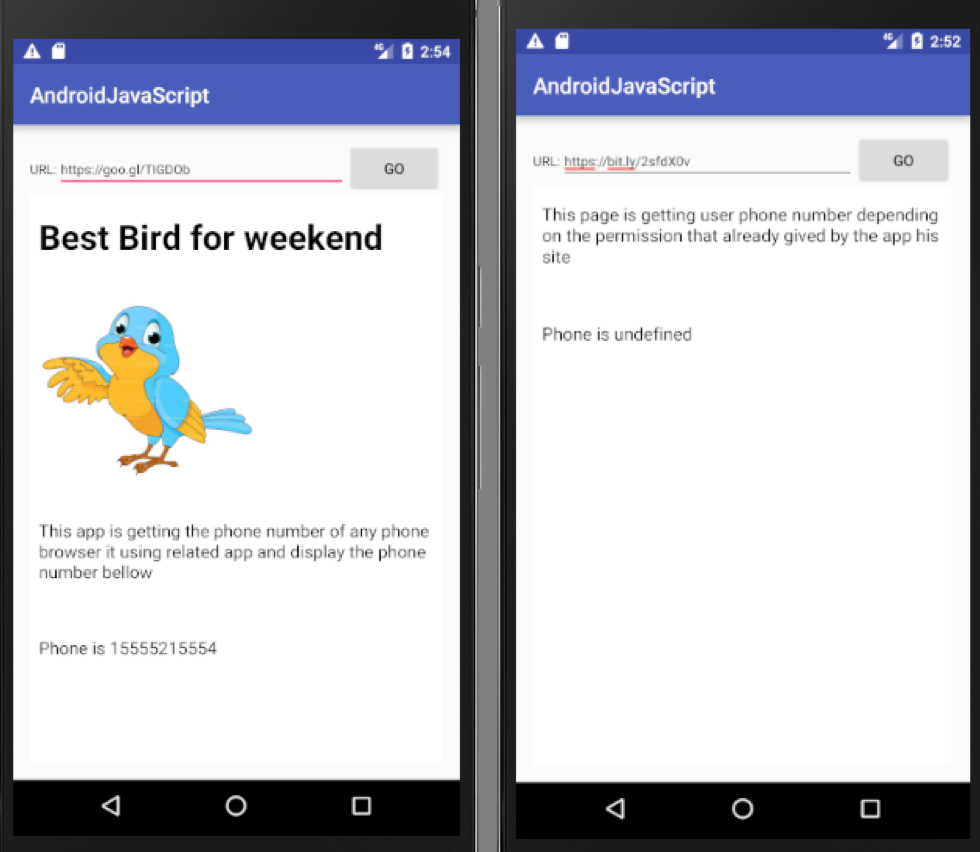 4G 2:54
AndroidJavaScript
URL: https://goo.gl/TIGDOb
GO
Best Bird for weekend
This app is getting the phone number of any phone
browser it using related app and display the phone
number bellow
Phone is 15555215554
4G 2:52
AndroidJavaScript
URL: https://bit.ly/2sfdX0v
GO
This page is getting user phone number depending
on the permission that already gived by the app his
site
Phone is undefined